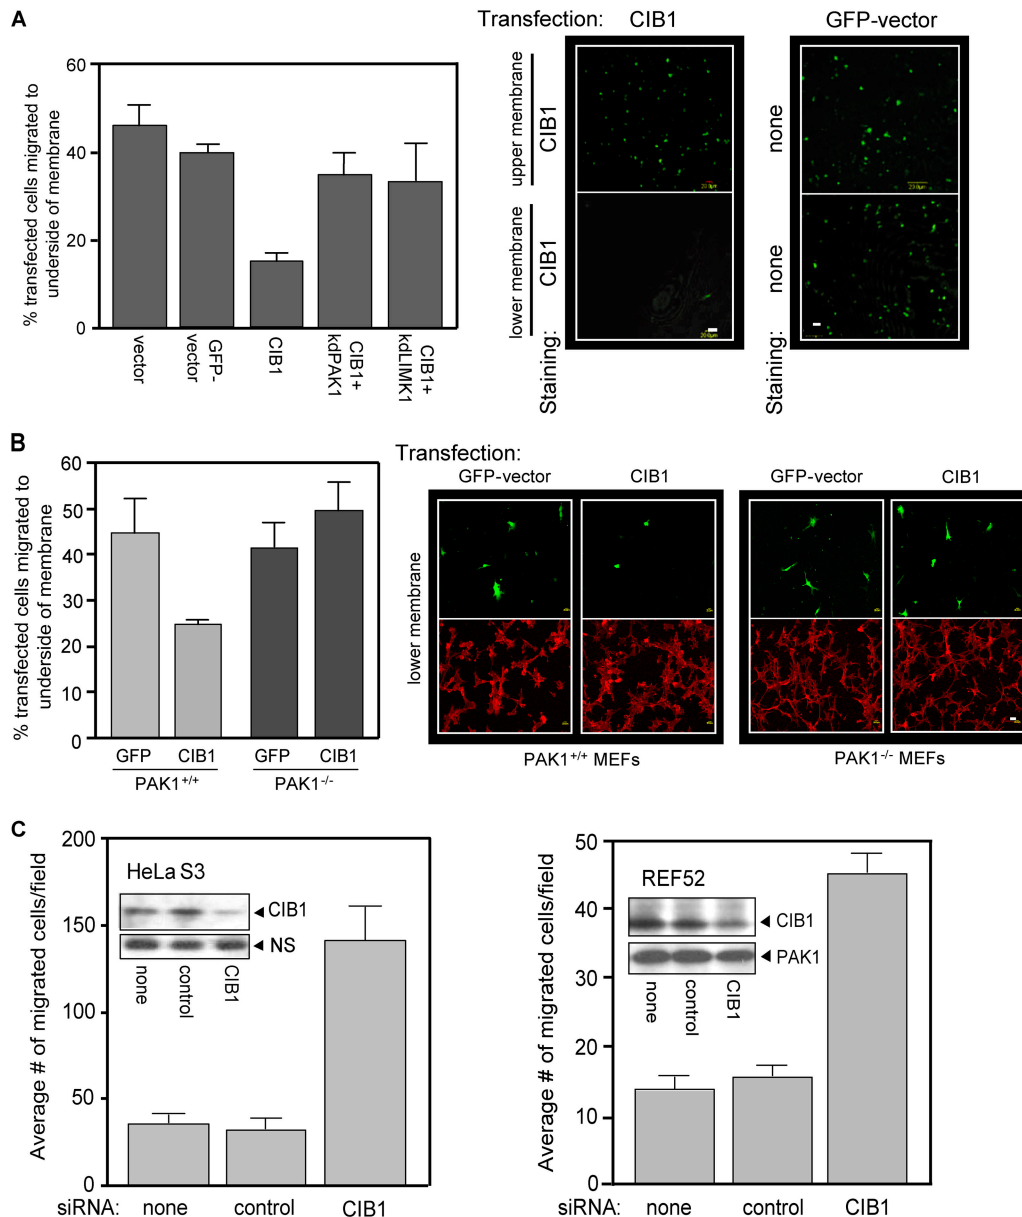 A
Transfection: CIB1 GFP-vector
% transfected cells migrated to
underside of membrane
60
40
20
0
vector
GFP-
vector
CIB1
CIB1+
kdPAK1
CIB1+
kdLIMK1
upper membrane
CIB1
lower membrane
CIB1
Staining:
none
none
Staining:
20.0µm
B
% transfected cells migrated to
underside of membrane
60
50
40
30
20
10
0
GFP CIB1 GFP CIB1
PAK1+/+ PAK1-/-
Transfection:
GFP-vector CIB1 GFP-vector CIB1
lower membrane
PAK1+/+ MEFs PAK1-/- MEFs
C
Average # of migrated cells/field
200
150
100
50
0
HeLa S3
CIB1
NS
none
control
CIB1
siRNA: none control CIB1
Average # of migrated cells/field
50
40
30
20
10
0
REF52
CIB1
PAK1
none
control
CIB1
siRNA: none control CIB1